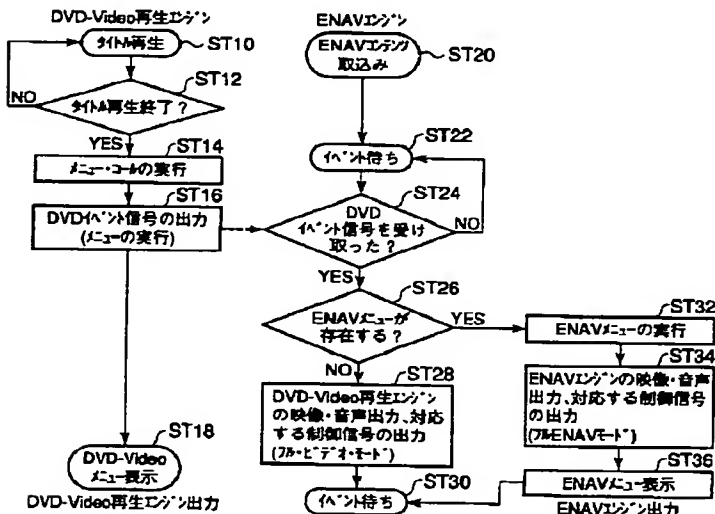 DVD-Video再生エンジン
タイトル再生
ST10
ST12
NO
タイトル再生終了？
YES
ST14
メニュー・コールの実行
ST16
DVDイベント信号の出力
(メニューの実行)
ST18
DVD-Video
メニュー表示
DVD-Video再生エンジン出力
ENAVエンジン
ENAVコンテンツ
取込み
ST20
ST22
イベント待ち
ST24
DVD
イベント信号を受け
取った？
NO
YES
ST26
ENAVメニューが
存在する？
YES
NO
ST28
DVD-Video再生エンジン
の映像・音声出力、対応
する制御信号の出力
(フル・ビデオ・モード)
ST30
イベント待ち
ST32
ENAVメニューの実行
ST34
ENAVエンジンの映像・音声
出力、対応する制御信号
の出力
(フルENAVモード)
ST36
ENAVメニュー表示
ENAVエンジン出力